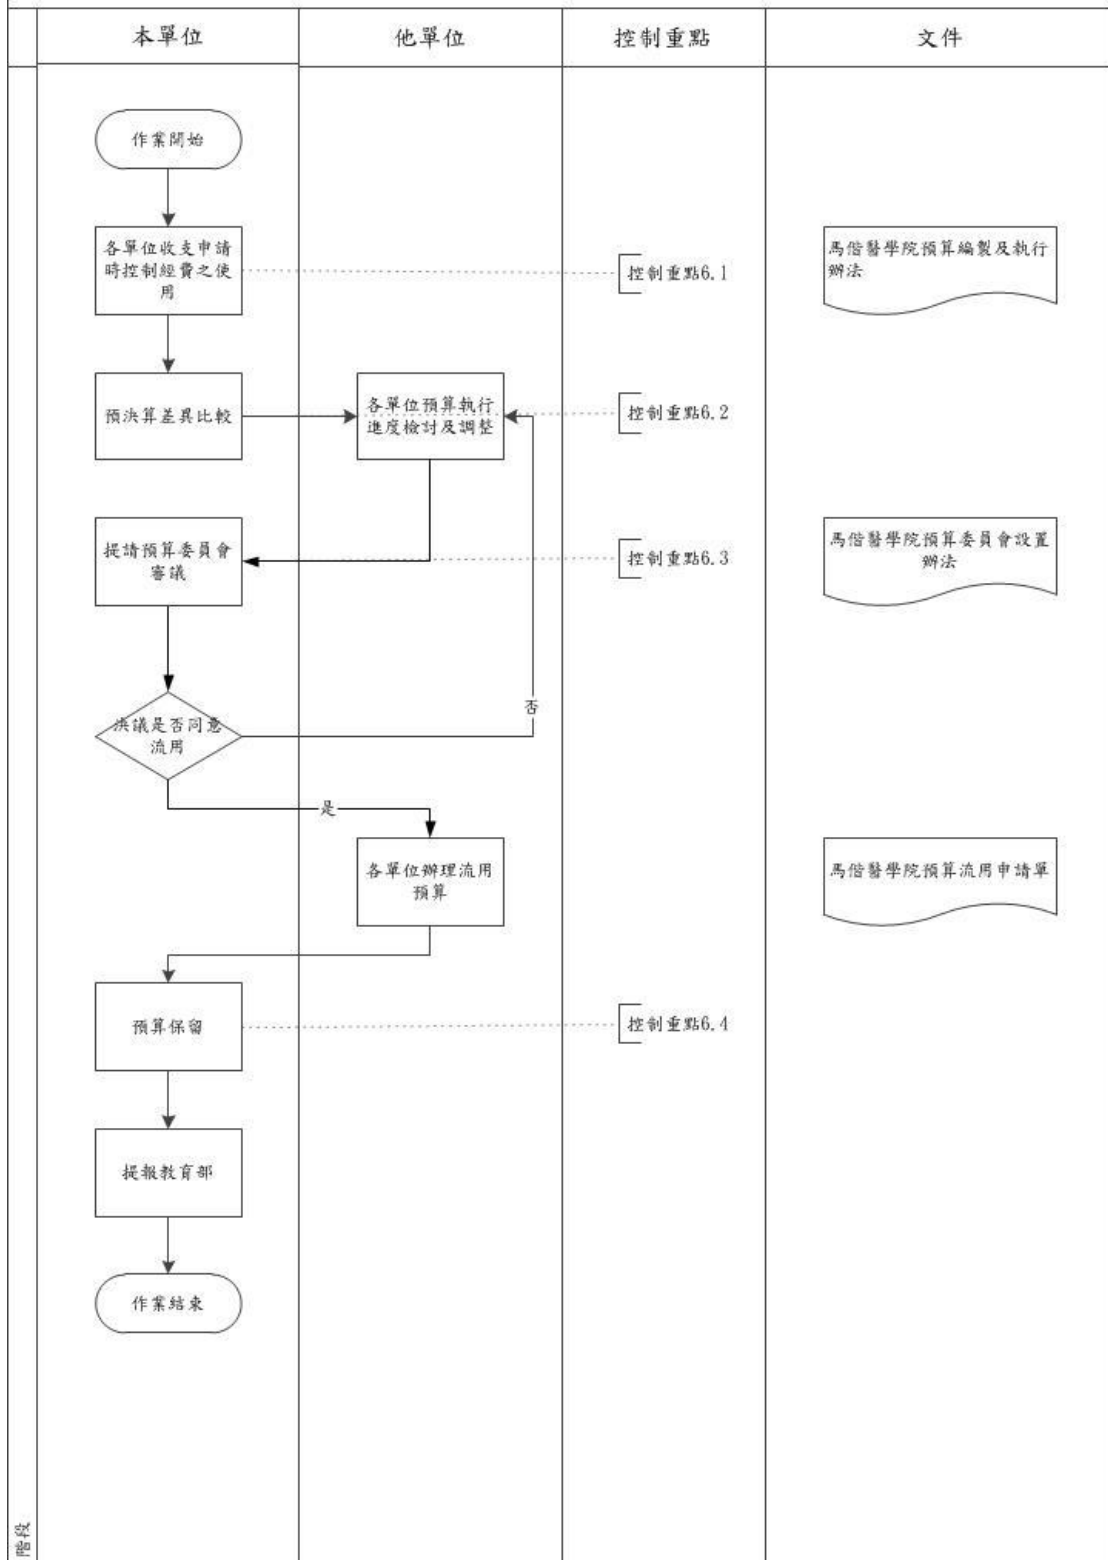 本單位
他單位
控制重點
文件
作業開始
各單位收支申請
時控制經費之使
用
控制重點6.1
馬偕醫學院預算編製及執行
辦法
預決算差異比較
各單位預算執行
進度檢討及調整
控制重點6.2
提請預算委員會
審議
控制重點6.3
馬偕醫學院預算委員會設置
辦法
否
決議是否同意
流用
是
各單位辦理流用
預算
馬偕醫學院預算流用申請單
預算保留
控制重點6.4
提報教育部
作業結束
階段